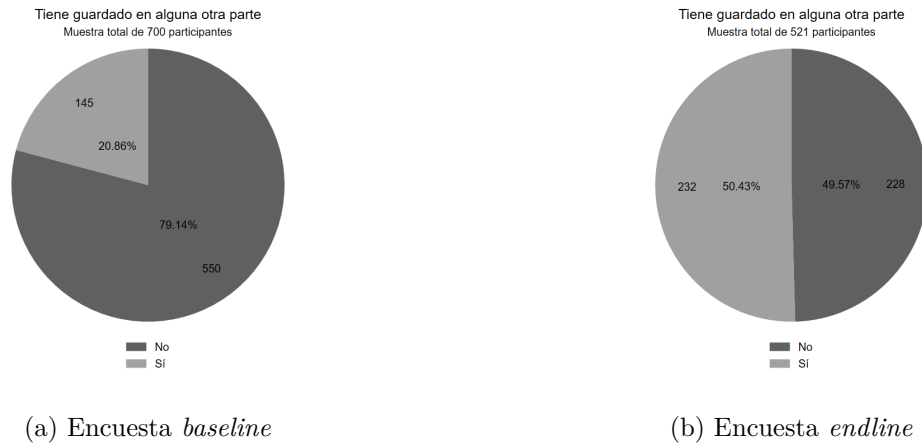 Tiene guardado en alguna otra parte
Muestra total de 700 participantes
145
20.86%
79.14%
550
No
Sí
(a) Encuesta baseline
Tiene guardado en alguna otra parte
Muestra total de 521 participantes
232
50.43%
49.57%
228
No
Sí
(b) Encuesta endline